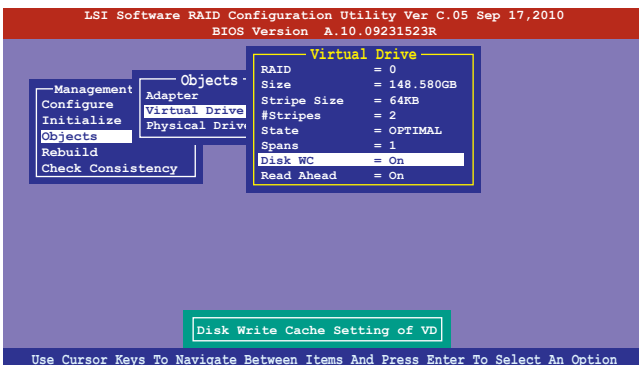 LSI Software RAID Configuration Utility Ver C.05 Sep 17,2010
BIOS Version A.10.09231523R
Management
Configure
Initialize
Objects
Rebuild
Check Consistency
Objects
Adapter
Virtual Drive
Physical Drive
Virtual Drive
RAID = 0
Size = 148.580GB
Stripe Size = 64KB
#Stripes = 2
State = OPTIMAL
Spans = 1
Disk WC = On
Read Ahead = On
Disk Write Cache Setting of VD
Use Cursor Keys To Navigate Between Items And Press Enter To Select An Option